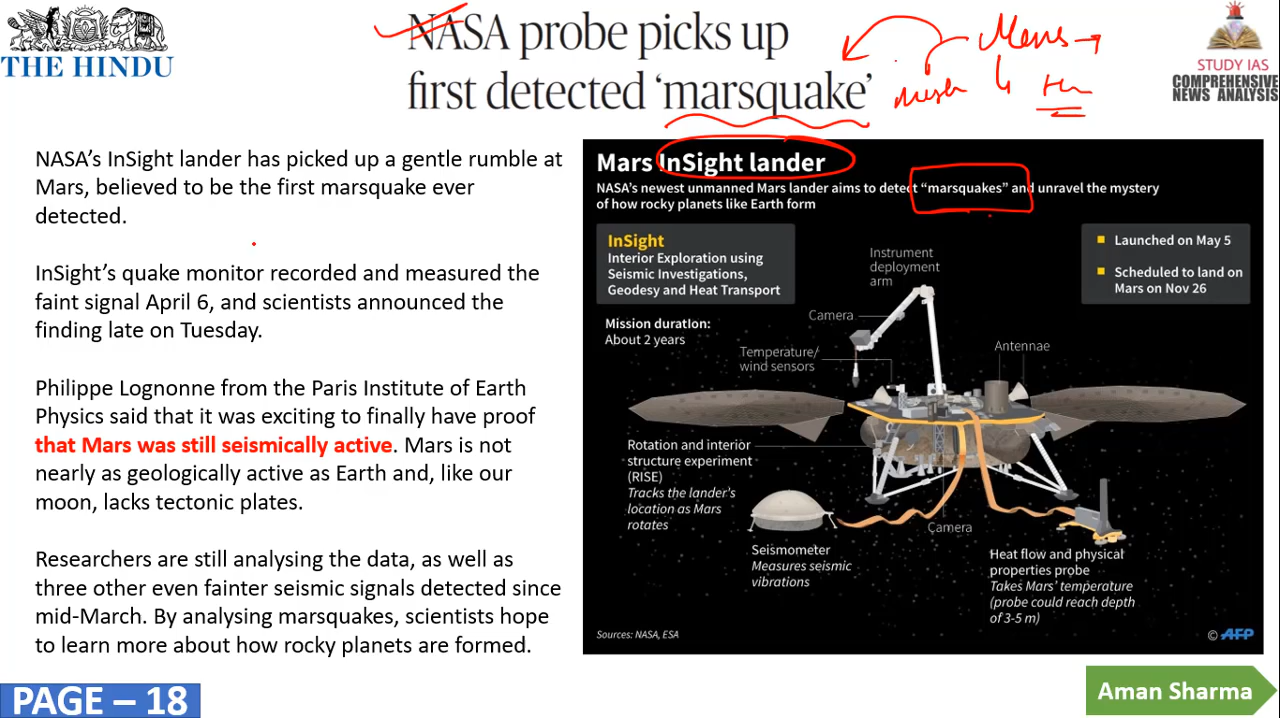 THE HINDU
NASA probe picks up
first detected ‘marsquake’
Mars
STUDY IAS
COMPREHENSIVE
NEWS ANALYSIS
NASA’s InSight lander has picked up a gentle rumble at
Mars, believed to be the first marsquake ever
detected.
InSight’s quake monitor recorded and measured the
faint signal April 6, and scientists announced the
finding late on Tuesday.
Philippe Lognonne from the Paris Institute of Earth
Physics said that it was exciting to finally have proof
that Mars was still seismically active. Mars is not
nearly as geologically active as Earth and, like our
moon, lacks tectonic plates.
Researchers are still analysing the data, as well as
three other even fainter seismic signals detected since
mid-March. By analysing marsquakes, scientists hope
to learn more about how rocky planets are formed.
Mars InSight lander
NASA’s newest unmanned Mars lander aims to detect “marsquakes” and unravel the mystery
of how rocky planets like Earth form
InSight
Interior Exploration using
Seismic Investigations,
Geodesy and Heat Transport
Mission duration:
About 2 years
Launched on May 5
Scheduled to land on
Mars on Nov 26
Instrument
deployment
arm
Camera
Temperature/
wind sensors
Antennae
Rotation and interior
structure experiment
(RISE)
Tracks the lander’s
location as Mars
rotates
Camera
Seismometer
Measures seismic
vibrations
Heat flow and physical
properties probe
Takes Mars’ temperature
(probe could reach depth
of 3-5 m)
Sources: NASA, ESA
© AFP
PAGE – 18
Aman Sharma